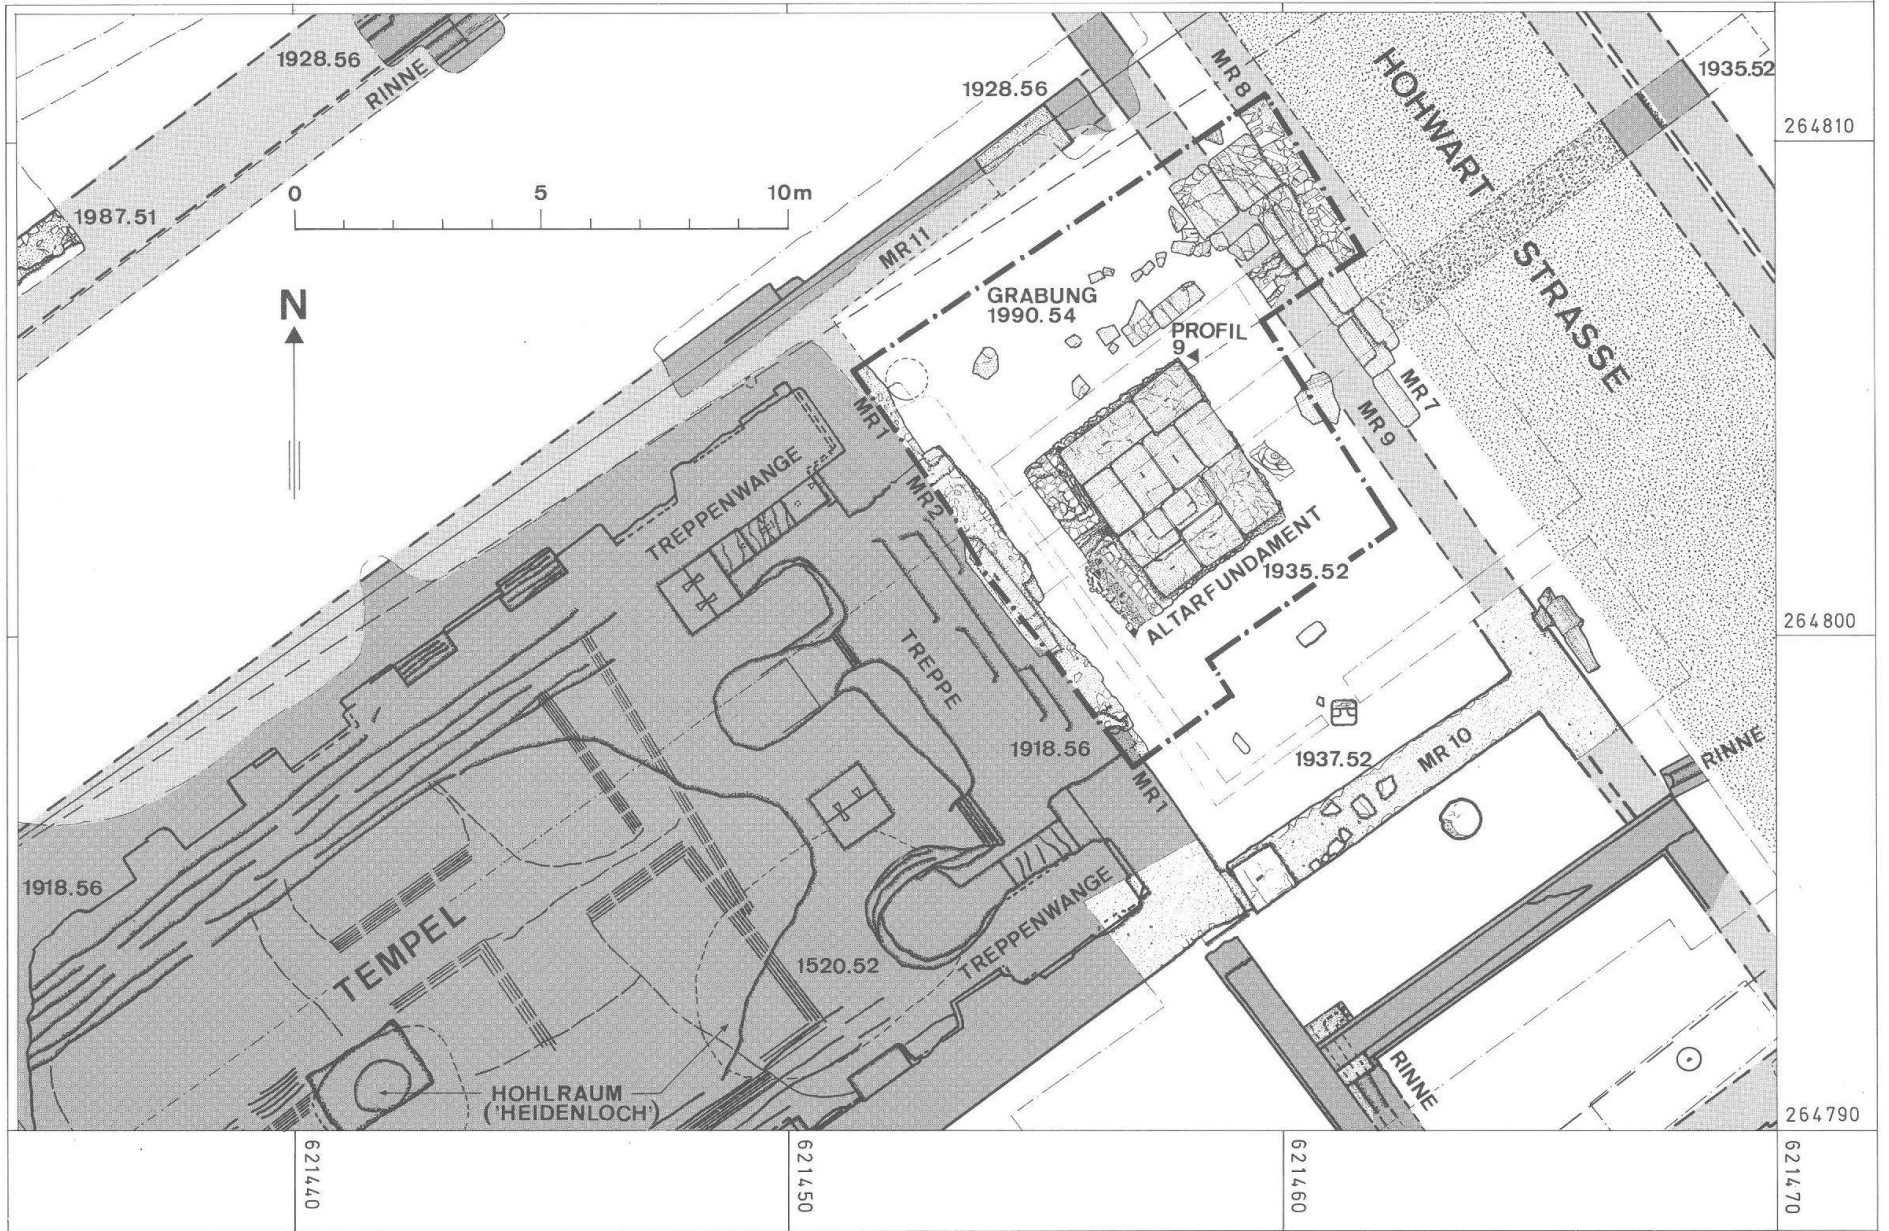 1928.56
RINNE
1928.56
MR 8
HOHWART
STRASSE
1935.52
264810
1987.51
0 5 10m
MR 11
N
GRABUNG
1990.54
PROFIL
9
MR 1
MR 7
MR 9
TREPPENWANGE
MR 2
ALTARFUNDAMENT
1935.52
264800
TREPPE
1918.56
1937.52
MR 10
RINNE
MR 1
1918.56
TEMPEL
1520.52
TREPPENWANGE
HOHLRAUM
('HEIDENLOCH')
RINNE
264790
621440
621450
621460
621470